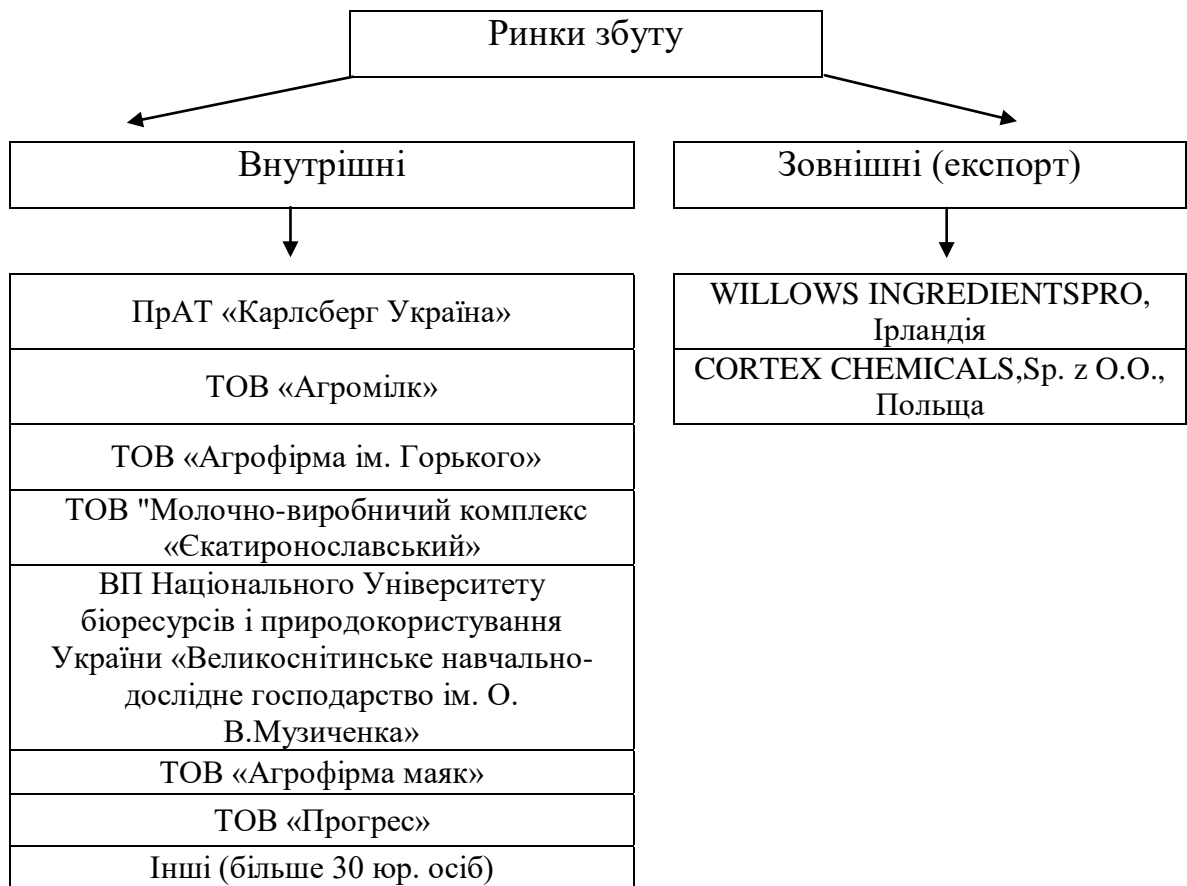 Ринки збуту
Внутрішні
Зовнішні (експорт)
ПрАТ «Карлсберг Україна»
ТОВ «Агромілк»
ТОВ «Агрофірма ім. Горького»
ТОВ "Молочно-виробничий комплекс
«Єкатиронославський»
ВП Національного Університету
біоресурсів і природокористування
України «Великоснітинське навчально-
дослідне господарство ім. О.
В.Музиченка»
ТОВ «Агрофірма маяк»
ТОВ «Прогрес»
Інші (більше 30 юр. осіб)
WILLOWS INGREDIENTSPRO,
Ірландія
CORTEX CHEMICALS,Sp. z O.O.,
Польща